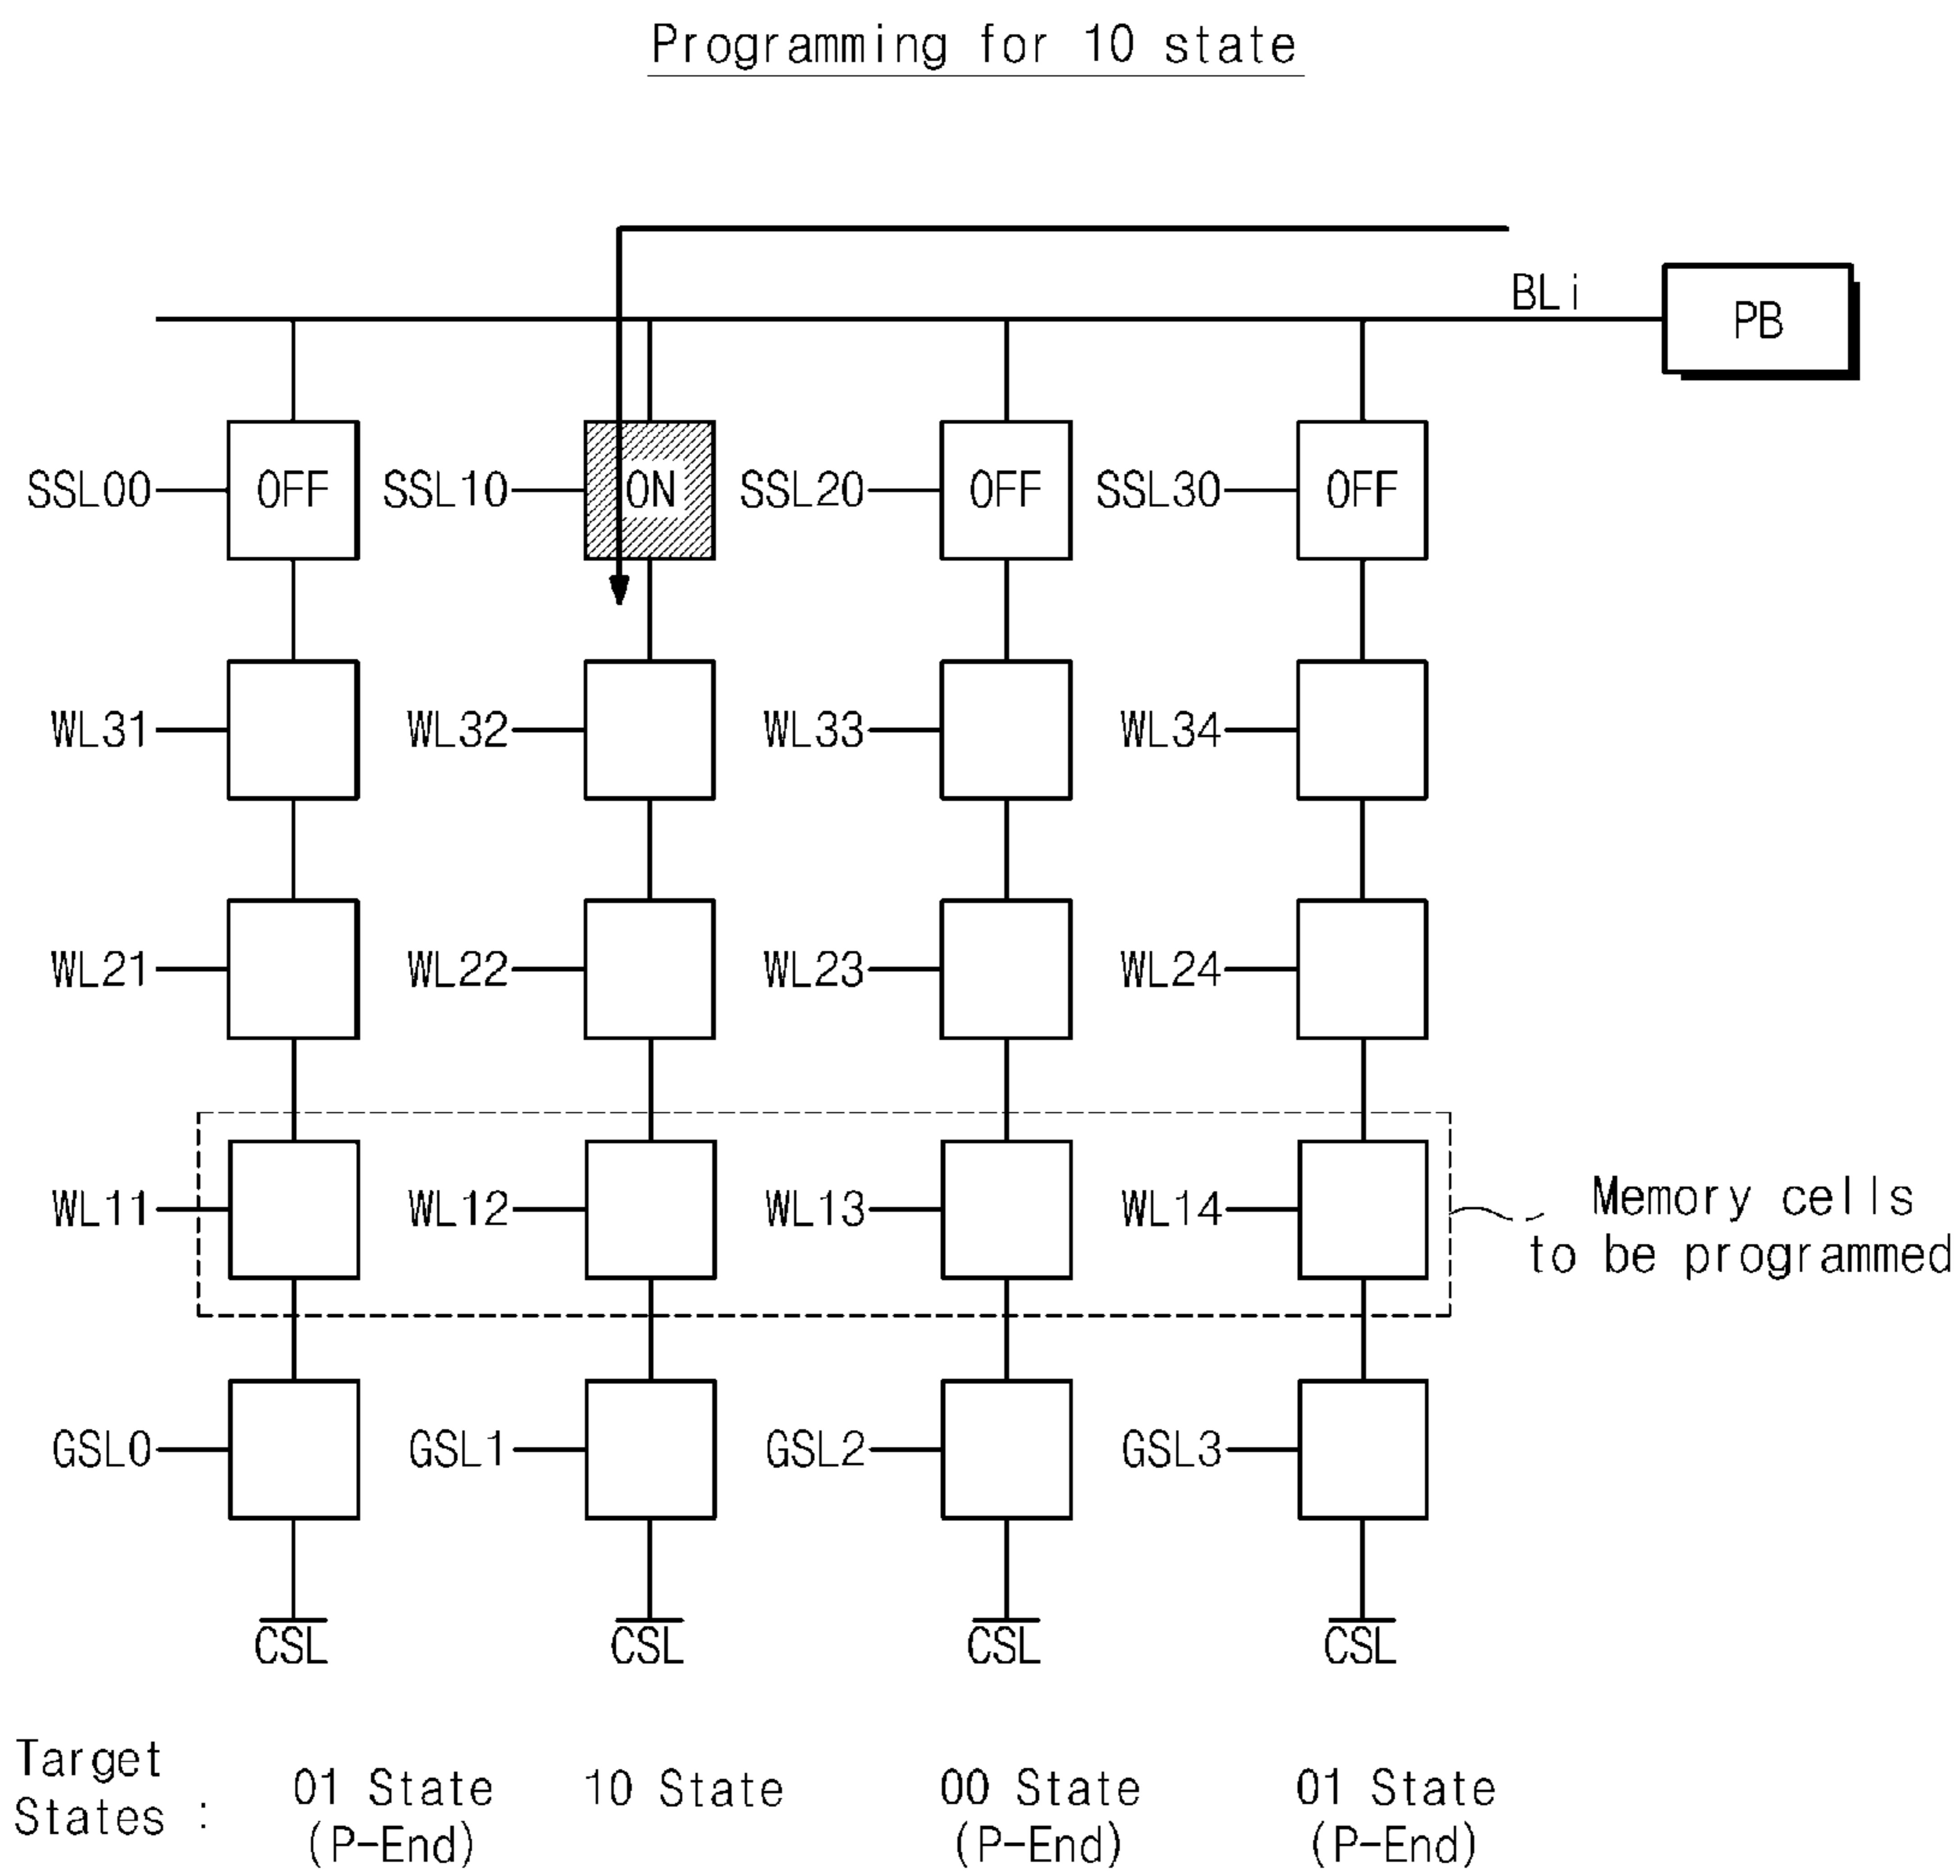 Programming for 10 state
BLi
PB
SSL00 OFF SSL10 ON SSL20 OFF SSL30 OFF
WL31 WL32 WL33 WL34
WL21 WL22 WL23 WL24
WL11 WL12 WL13 WL14
Memory cells
to be programmed
GSL0 GSL1 GSL2 GSL3
CSL CSL CSL CSL
Target
States :
01 State 10 State 00 State 01 State
(P-End) (P-End) (P-End)